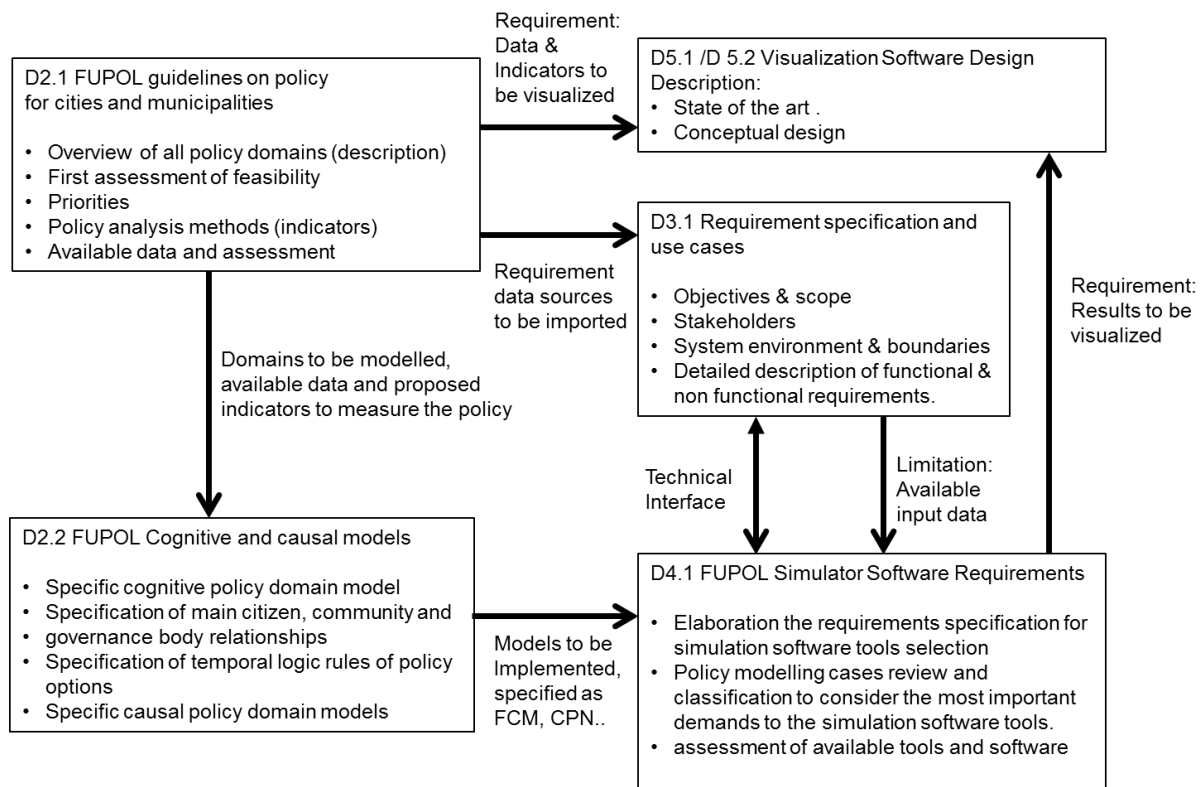 Requirement:
Data &
Indicators to
be visualized
D2.1 FUPOL guidelines on policy
for cities and municipalities
• Overview of all policy domains (description)
• First assessment of feasibility
• Priorities
• Policy analysis methods (indicators)
• Available data and assessment
D5.1 /D 5.2 Visualization Software Design
Description:
• State of the art .
• Conceptual design
D3.1 Requirement specification and
use cases
• Objectives & scope
• Stakeholders
• System environment & boundaries
• Detailed description of functional &
non functional requirements.
Requirement
data sources
to be imported
Requirement:
Results to be
visualized
Domains to be modelled,
available data and proposed
indicators to measure the policy
Technical
Interface
Limitation:
Available
input data
D2.2 FUPOL Cognitive and causal models
• Specific cognitive policy domain model
• Specification of main citizen, community and
• governance body relationships
• Specification of temporal logic rules of policy
options
• Specific causal policy domain models
Models to be
Implemented,
specified as
FCM, CPN..
D4.1 FUPOL Simulator Software Requirements
• Elaboration the requirements specification for
simulation software tools selection
• Policy modelling cases review and
classification to consider the most important
demands to the simulation software tools.
• assessment of available tools and software